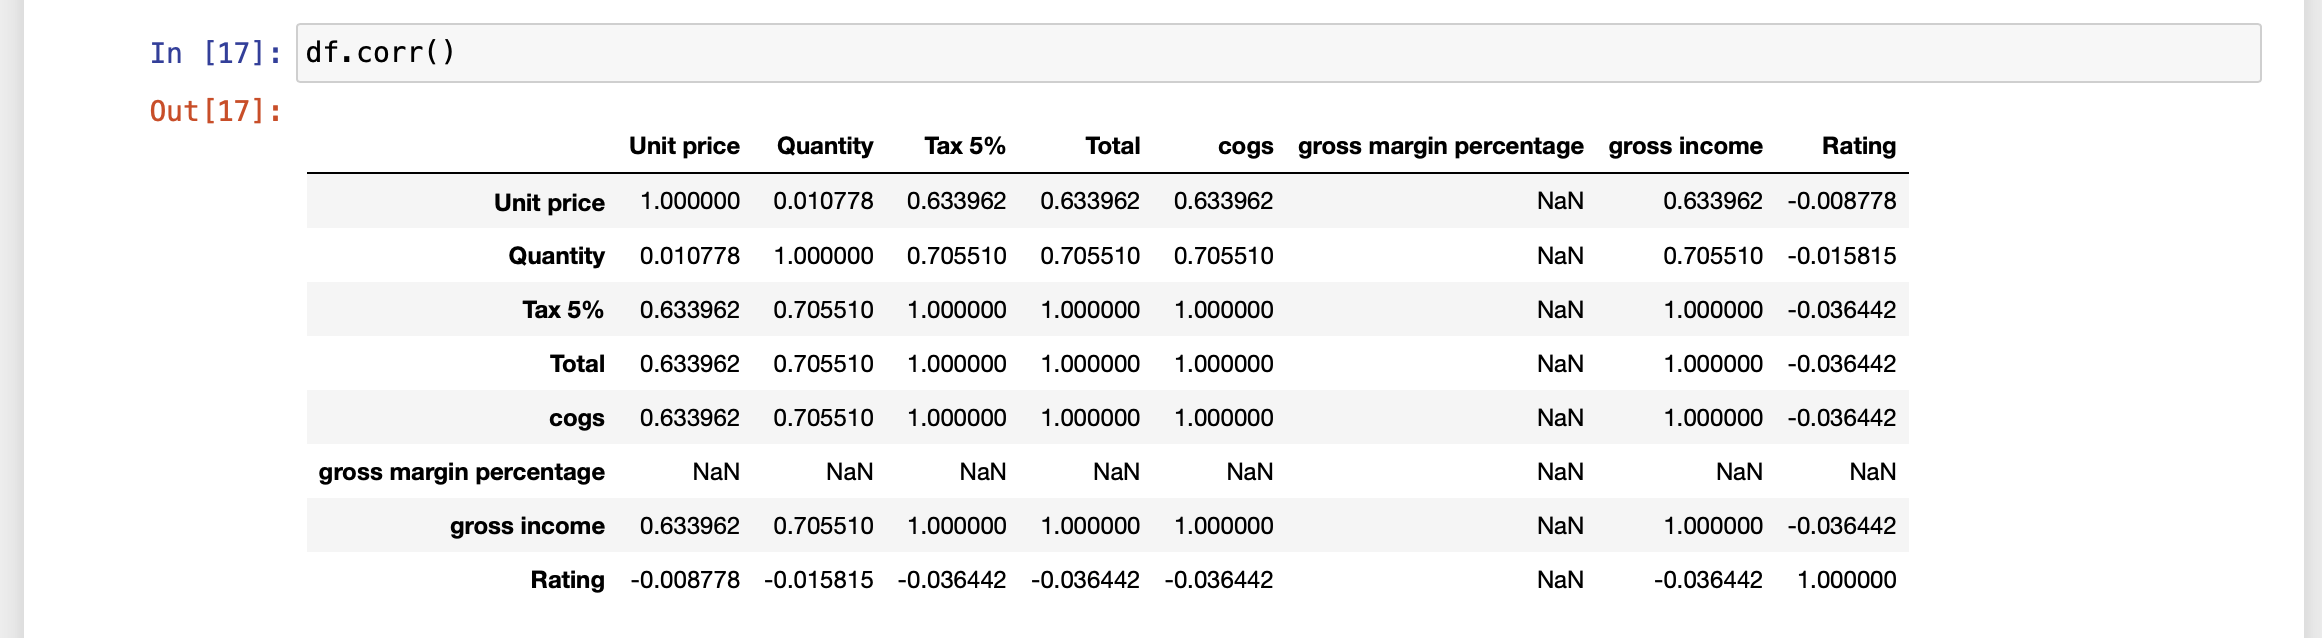 In [17]: df.corr()
Out[17]:
Unit price Quantity Tax 5% Total cogs gross margin percentage gross income Rating
Unit price 1.000000 0.010778 0.633962 0.633962 0.633962 NaN 0.633962 -0.008778
Quantity 0.010778 1.000000 0.705510 0.705510 0.705510 NaN 0.705510 -0.015815
Tax 5% 0.633962 0.705510 1.000000 1.000000 1.000000 NaN 1.000000 -0.036442
Total 0.633962 0.705510 1.000000 1.000000 1.000000 NaN 1.000000 -0.036442
cogs 0.633962 0.705510 1.000000 1.000000 1.000000 NaN 1.000000 -0.036442
gross margin percentage NaN NaN NaN NaN NaN NaN NaN NaN
gross income 0.633962 0.705510 1.000000 1.000000 1.000000 NaN 1.000000 -0.036442
Rating -0.008778 -0.015815 -0.036442 -0.036442 -0.036442 NaN -0.036442 1.000000